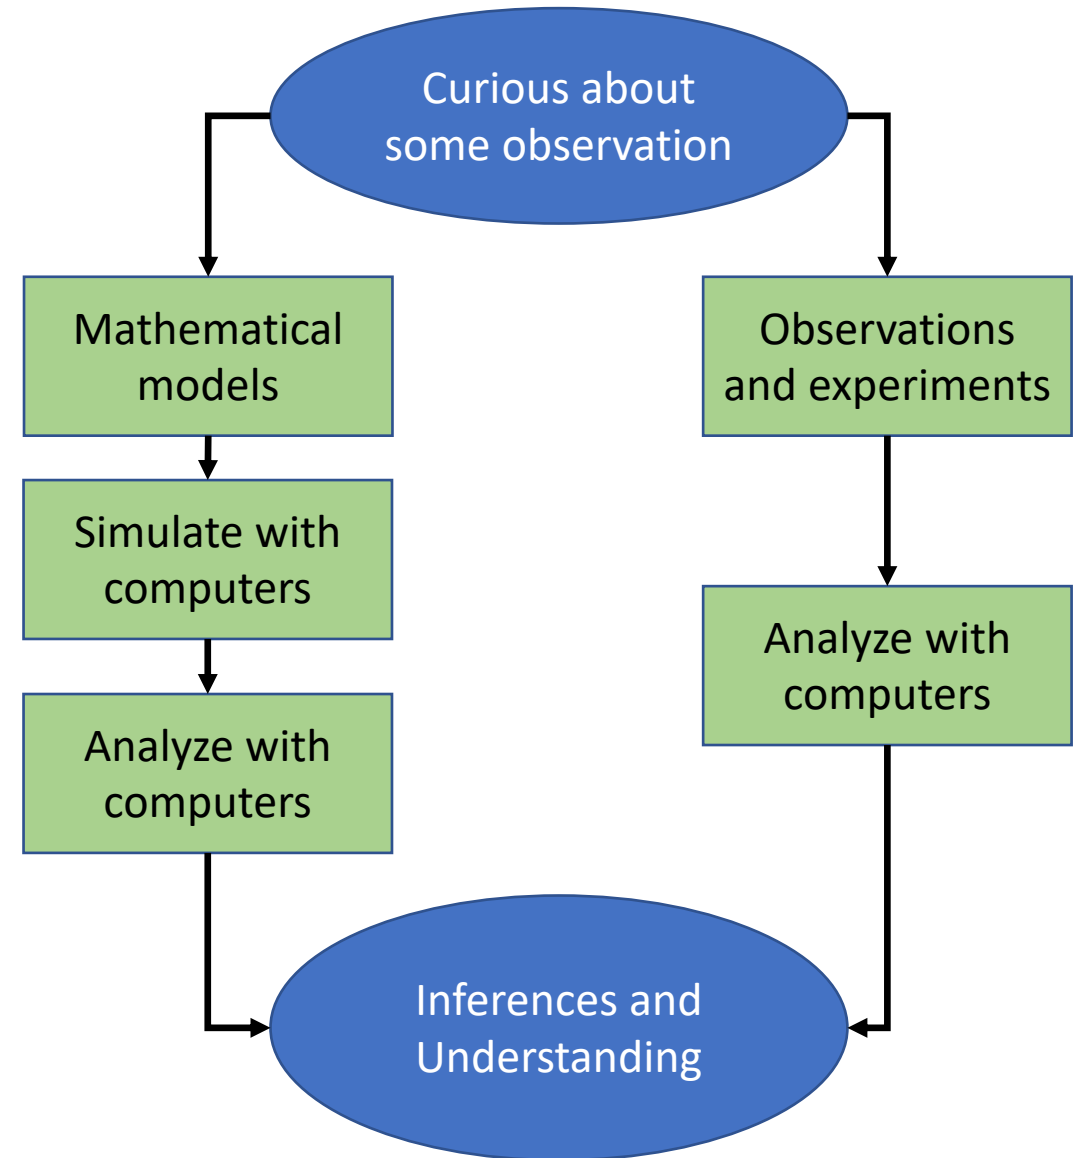 Curious about
some observation
Mathematical
models
Observations
and experiments
Simulate with
computers
Analyze with
computers
Analyze with
computers
Inferences and
Understanding